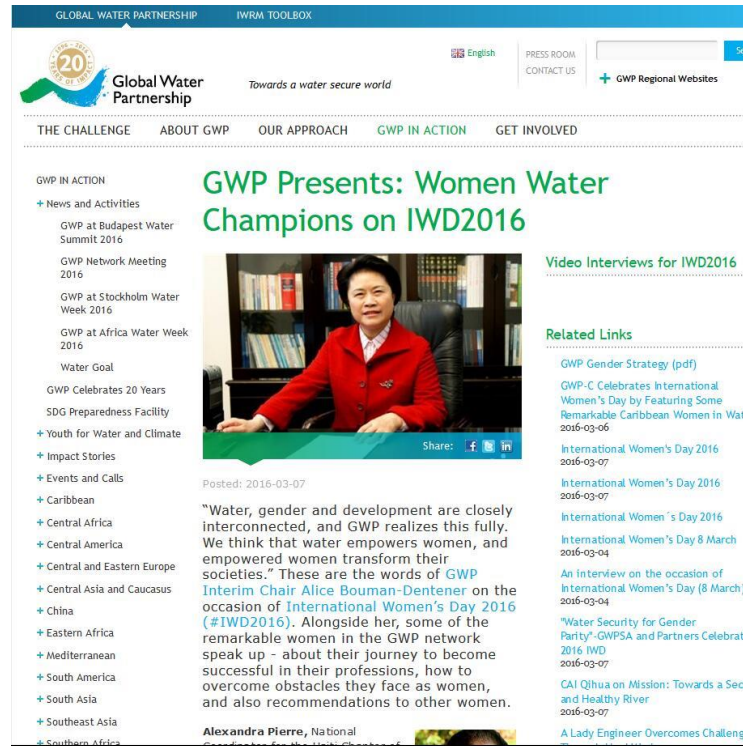 GLOBAL WATER PARTNERSHIP
IWRM TOOLBOX
1996 - 2016
20
YEARS OF IMPACT
Global Water
Partnership
Towards a water secure world
English
PRESS ROOM
CONTACT US
GWP Regional Websites
THE CHALLENGE
ABOUT GWP
OUR APPROACH
GWP IN ACTION
GET INVOLVED
GWP IN ACTION
+ News and Activities
GWP at Budapest Water
Summit 2016
GWP Network Meeting
2016
GWP at Stockholm Water
Week 2016
GWP at Africa Water Week
2016
Water Goal
GWP Celebrates 20 Years
SDG Preparedness Facility
+ Youth for Water and Climate
+ Impact Stories
+ Events and Calls
+ Caribbean
+ Central Africa
+ Central America
+ Central and Eastern Europe
+ Central Asia and Caucasus
+ China
+ Eastern Africa
+ Mediterranean
+ South America
+ South Asia
+ Southeast Asia
+ Southern Africa
GWP Presents: Women Water
Champions on IWD2016
Share:
Posted: 2016-03-07
"Water, gender and development are closely
interconnected, and GWP realizes this fully.
We think that water empowers women, and
empowered women transform their
societies." These are the words of GWP
Interim Chair Alice Bouman-Dentener on the
occasion of International Women's Day 2016
(#IWD2016). Alongside her, some of the
remarkable women in the GWP network
speak up - about their journey to become
successful in their professions, how to
overcome obstacles they face as women,
and also recommendations to other women.
Alexandra Pierre, National
Coordinator for the Haiti Chapter of
Video Interviews for IWD2016
Related Links
GWP Gender Strategy (pdf)
GWP-C Celebrates International
Women's Day by Featuring Some
Remarkable Caribbean Women in Wat
2016-03-06
International Women's Day 2016
2016-03-07
International Women's Day 2016
2016-03-07
International Women´s Day 2016
International Women's Day 8 March
2016-03-04
An interview on the occasion of
International Women's Day (8 March)
2016-03-04
"Water Security for Gender
Parity"-GWPSA and Partners Celebrat
2016 IWD
2016-03-07
CAI Qihua on Mission: Towards a Sec
and Healthy River
2016-03-07
A Lady Engineer Overcomes Challeng